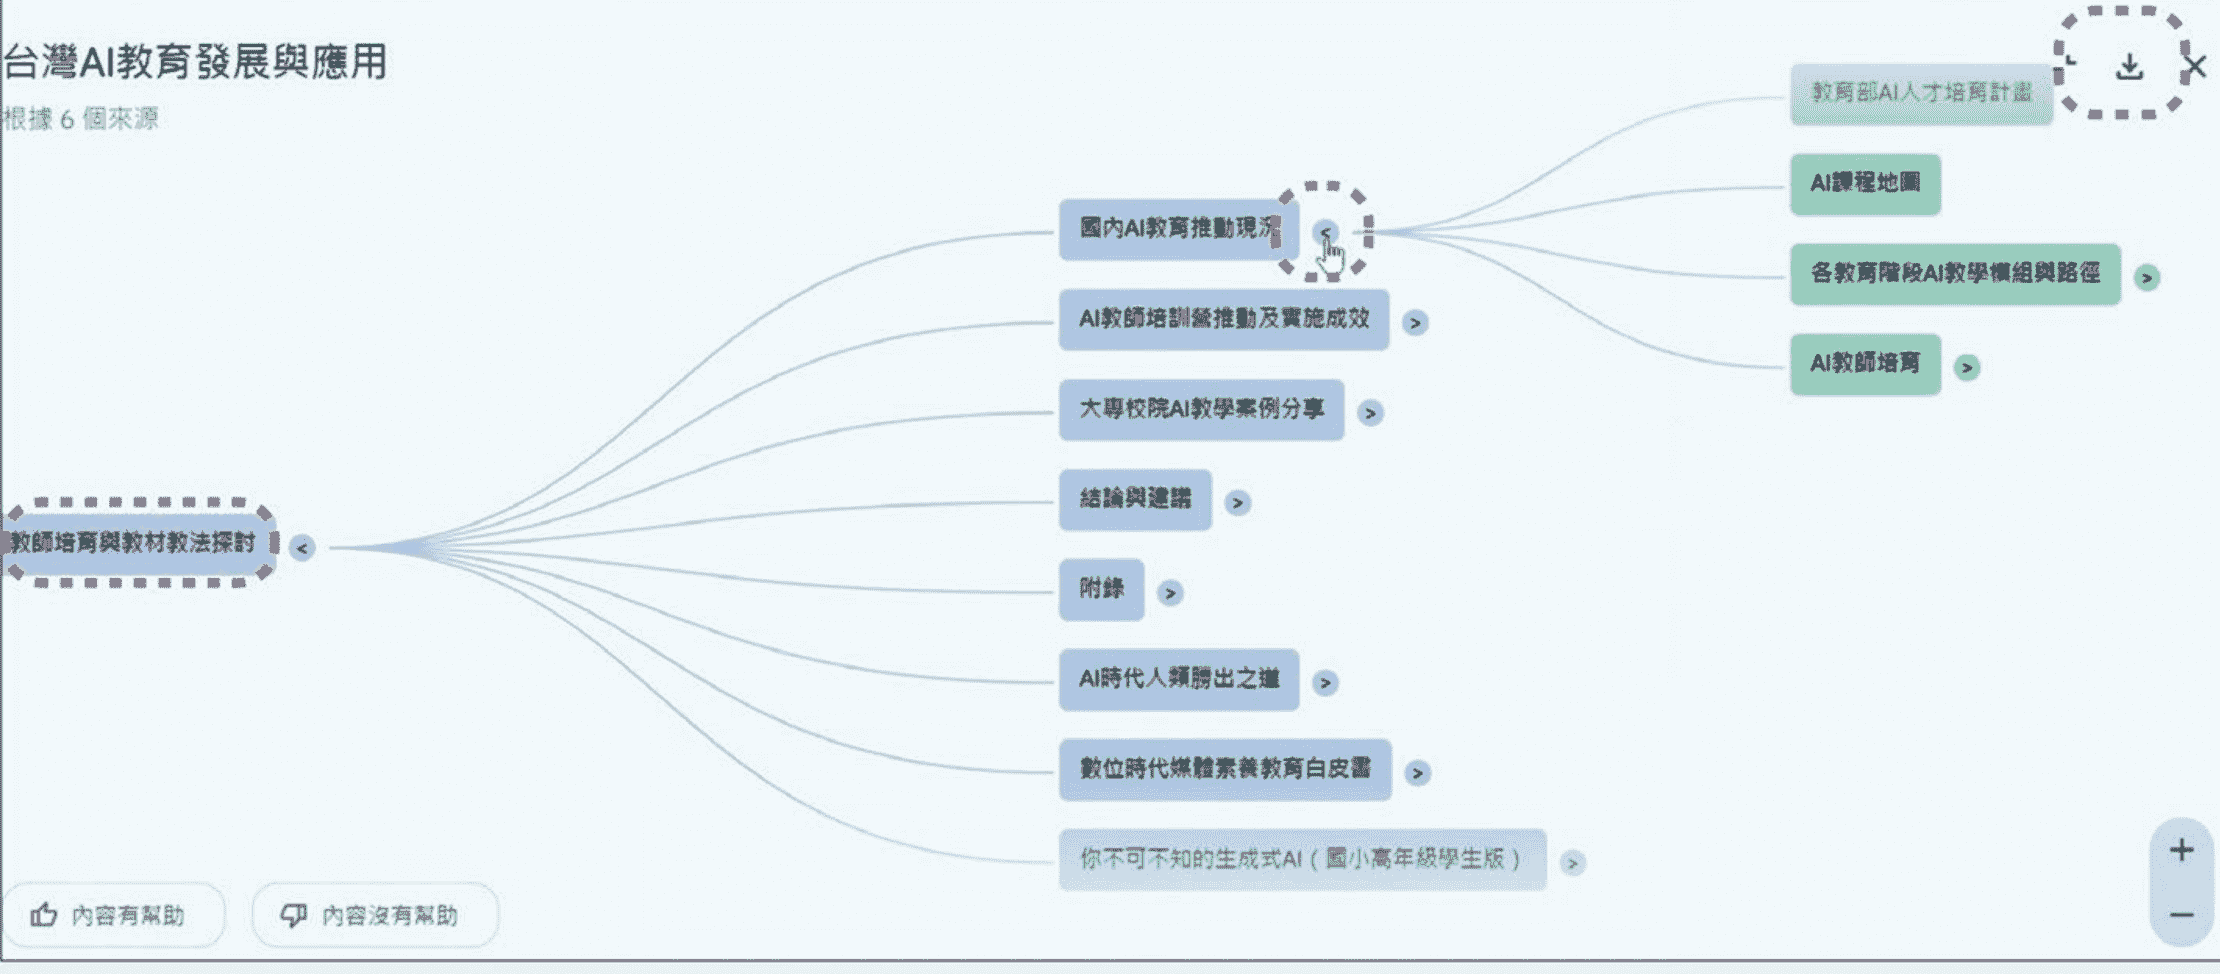 台灣AI教育發展與應用
根據 6 個來源
教師培育與教材教法探討 <
國內AI教育推動現況 <
AI教師培訓營推動及實施成效 >
大專校院AI教學案例分享 >
結論與建議 >
附錄 >
AI時代人類勝出之道 >
數位時代媒體素養教育白皮書 >
你不可不知的生成式AI（國小高年級學生版） >
教育部AI人才培育計畫
AI課程地圖
各教育階段AI教學模組與路徑 >
AI教師培育 >
內容有幫助
內容沒有幫助